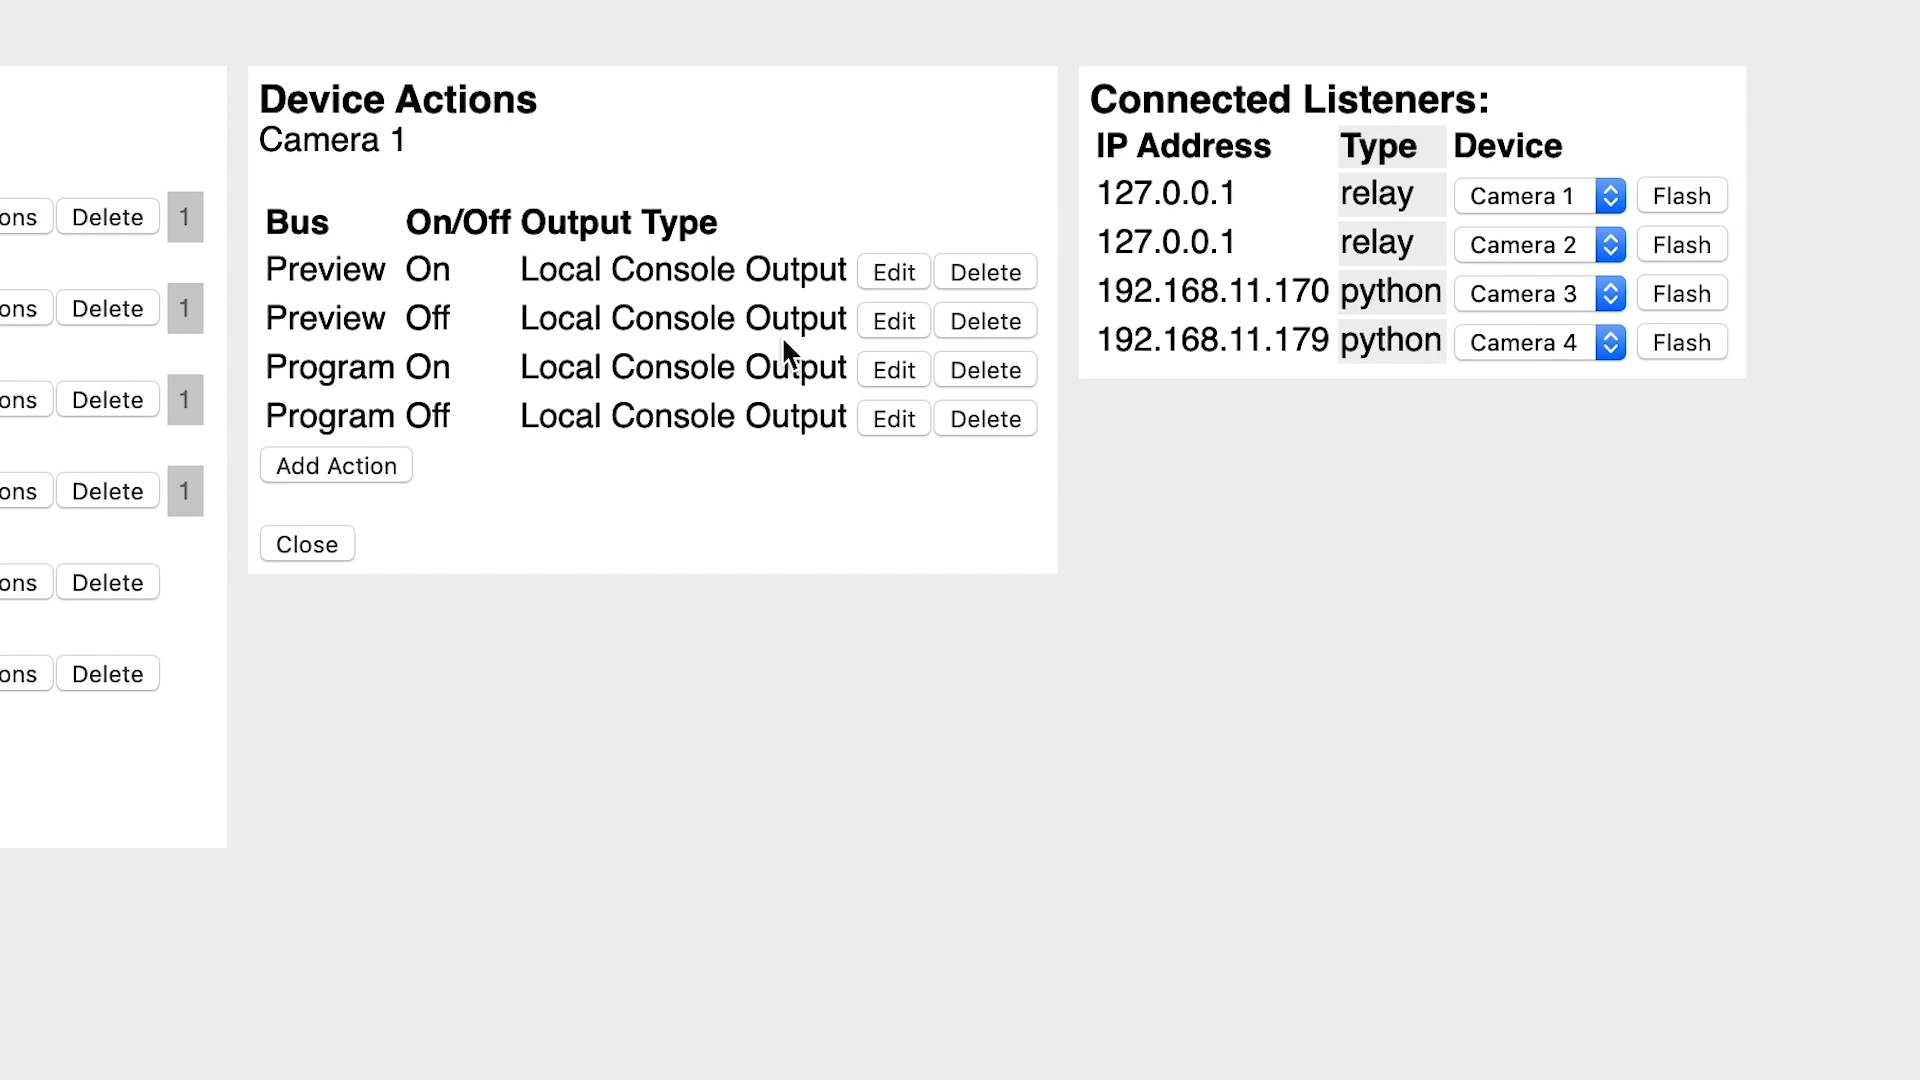 ons Delete 1
ons Delete 1
ons Delete 1
ons Delete 1
ons Delete
ons Delete
Device Actions
Camera 1
Bus On/Off Output Type
Preview On Local Console Output Edit Delete
Preview Off Local Console Output Edit Delete
Program On Local Console Output Edit Delete
Program Off Local Console Output Edit Delete
Add Action
Close
Connected Listeners:
IP Address Type Device
127.0.0.1 relay Camera 1 Flash
127.0.0.1 relay Camera 2 Flash
192.168.11.170 python Camera 3 Flash
192.168.11.179 python Camera 4 Flash